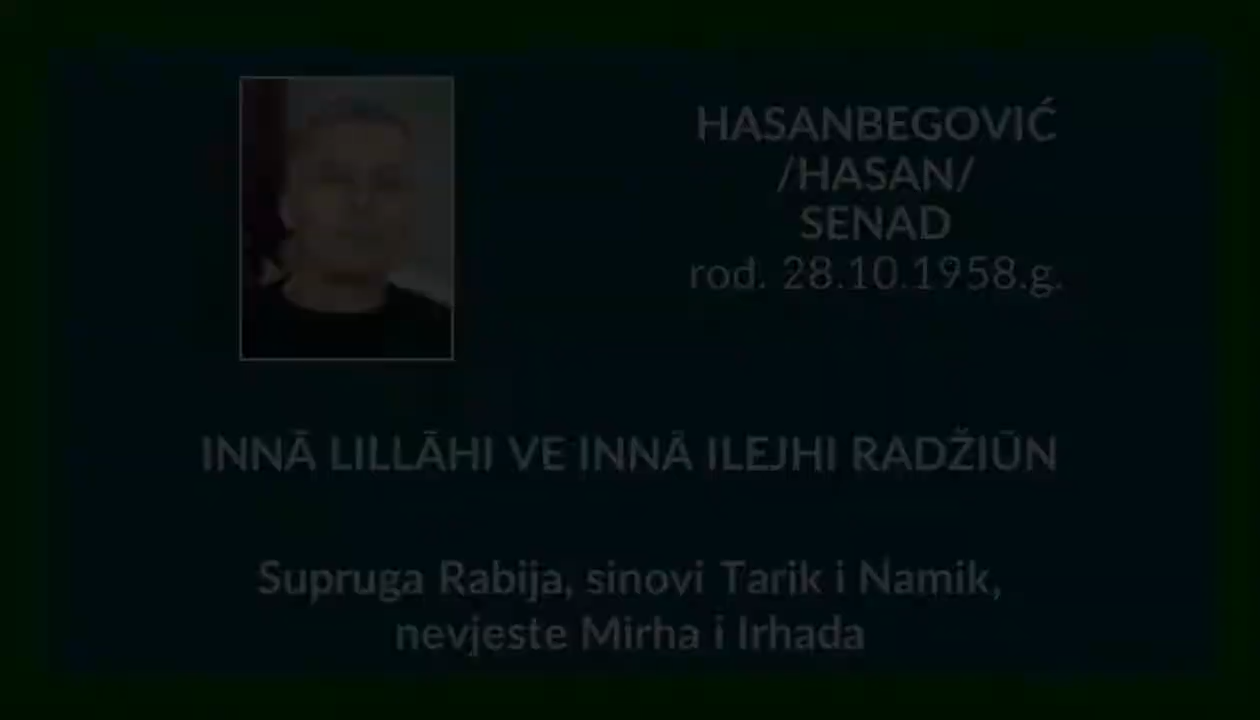 HASANBEGOVIĆ
/HASAN/
SENAD
rođ. 28.10.1958.g.
INNĀ LILLĀHI VE INNĀ ILEJHI RADŽIŪN
Supruga Rabija, sinovi Tarik i Namik,
nevjeste Mirha i Irhada